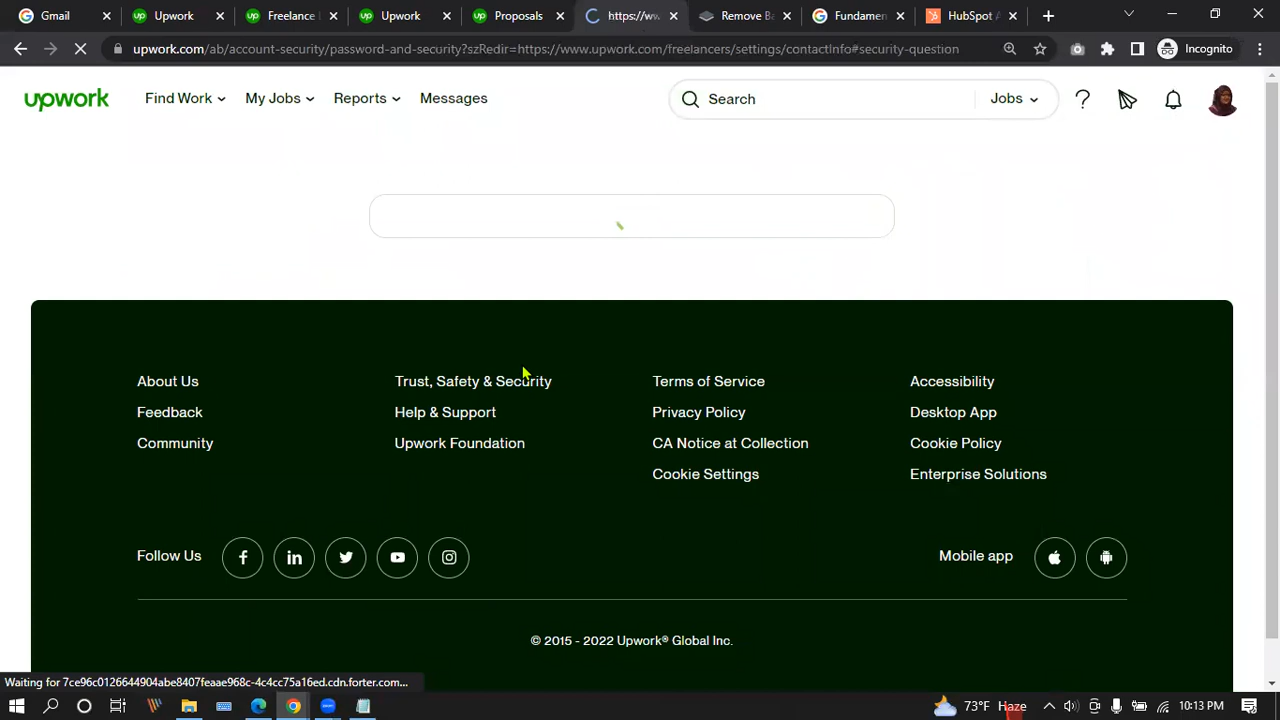 Gmail
Upwork
Freelance
Upwork
Proposals
https://ww
Remove Ba
Fundamen
HubSpot A
upwork.com/ab/account-security/password-and-security?szRedir=https://www.upwork.com/freelancers/settings/contactInfo#security-question
Incognito
upwork
Find Work
My Jobs
Reports
Messages
Search
Jobs
?
About Us
Trust, Safety & Security
Terms of Service
Accessibility
Feedback
Help & Support
Privacy Policy
Desktop App
Community
Upwork Foundation
CA Notice at Collection
Cookie Policy
Cookie Settings
Enterprise Solutions
Follow Us
Mobile app
© 2015 - 2022 Upwork® Global Inc.
Waiting for 7ce96c0126644904abe8407feaae968c-4c4cc75a16ed.cdn.forter.com...
73°F Haze
10:13 PM